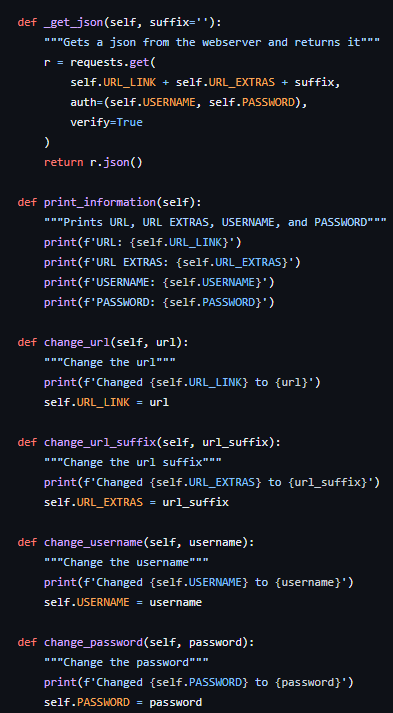 def _get_json(self, suffix=''):
    """Gets a json from the webserver and returns it"""
    r = requests.get(
        self.URL_LINK + self.URL_EXTRAS + suffix,
        auth=(self.USERNAME, self.PASSWORD),
        verify=True
    )
    return r.json()

def print_information(self):
    """Prints URL, URL EXTRAS, USERNAME, and PASSWORD"""
    print(f'URL: {self.URL_LINK}')
    print(f'URL EXTRAS: {self.URL_EXTRAS}')
    print(f'USERNAME: {self.USERNAME}')
    print(f'PASSWORD: {self.PASSWORD}')

def change_url(self, url):
    """Change the url"""
    print(f'Changed {self.URL_LINK} to {url}')
    self.URL_LINK = url

def change_url_suffix(self, url_suffix):
    """Change the url suffix"""
    print(f'Changed {self.URL_EXTRAS} to {url_suffix}')
    self.URL_EXTRAS = url_suffix

def change_username(self, username):
    """Change the username"""
    print(f'Changed {self.USERNAME} to {username}')
    self.USERNAME = username

def change_password(self, password):
    """Change the password"""
    print(f'Changed {self.PASSWORD} to {password}')
    self.PASSWORD = password